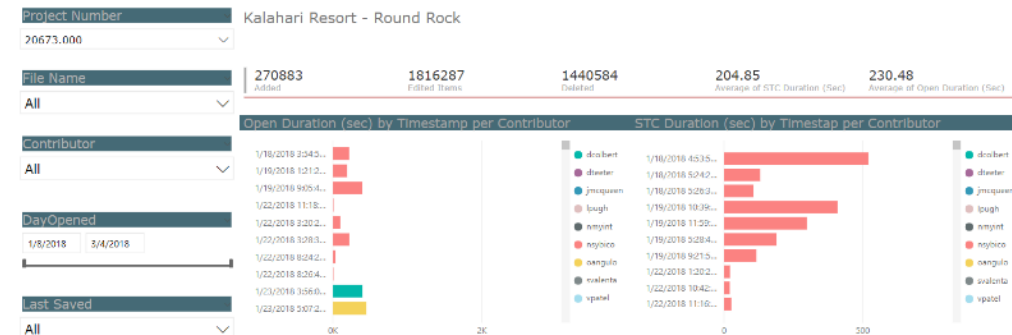 Project Number
20673.000
File Name
All
Contributor
All
DayOpened
1/8/2018 3/4/2018
Last Saved
All
Kalahari Resort - Round Rock
270883 1816287 1440584 204.85 230.48
Added Edited Items Deleted Average of STC Duration (Sec) Average of Open Duration (Sec)
Open Duration (sec) by Timestamp per Contributor
1/18/2018 3:54:5...
1/19/2018 1:21:2...
1/19/2018 9:05:4...
1/22/2018 11:18:...
1/22/2018 3:20:2...
1/22/2018 3:28:3...
1/22/2018 8:24:2...
1/22/2018 8:26:4...
1/23/2018 3:56:0...
1/23/2018 5:07:2...
0K 2K
dcolbert
dteeter
jmcqueen
lpugh
nmyint
nsybico
oangulo
svalenta
vpatel
STC Duration (sec) by Timestap per Contributor
1/18/2018 4:53:5...
1/18/2018 5:24:2...
1/18/2018 5:26:3...
1/19/2018 10:39:...
1/19/2018 11:59:...
1/19/2018 5:28:4...
1/19/2018 9:21:5...
1/22/2018 1:20:2...
1/22/2018 10:42:...
1/22/2018 11:16:...
0 500
dcolbert
dteeter
jmcqueen
lpugh
nmyint
nsybico
oangulo
svalenta
vpatel